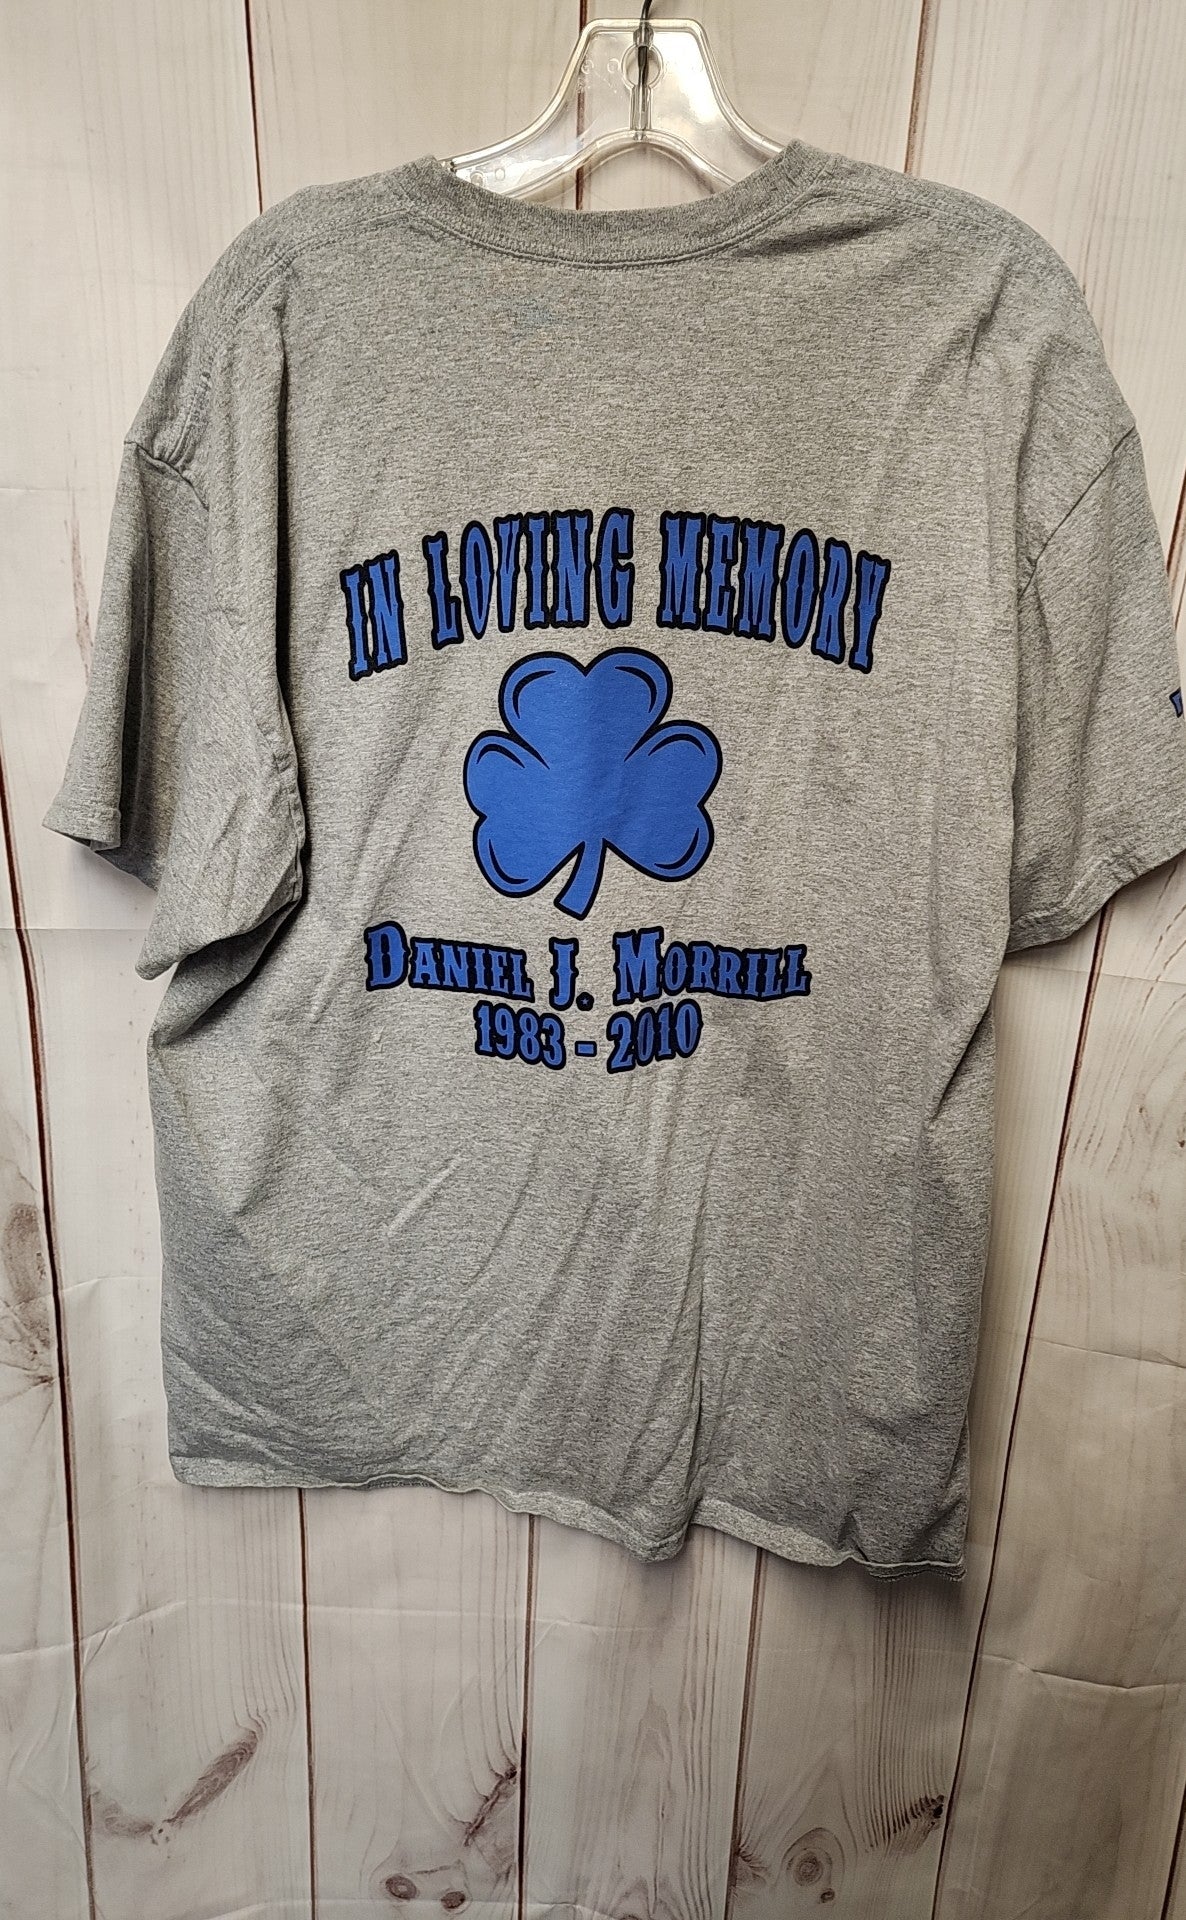 IN LOVING MEMORY
DANIEL J. MORRILL
1983 - 2010